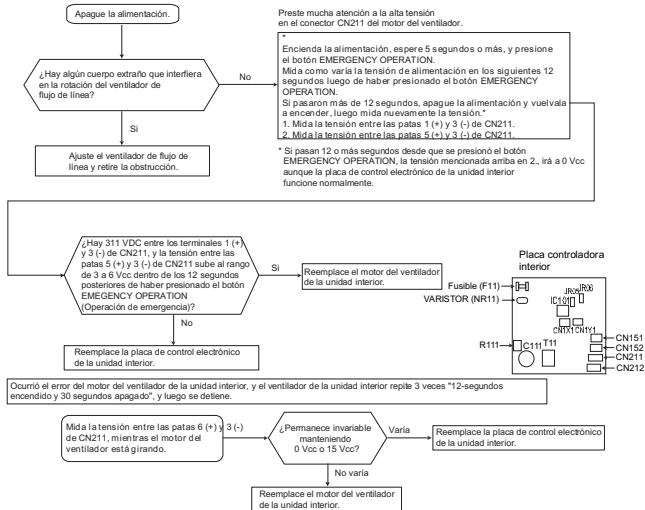 Apague la alimentación.
Preste mucha atención a la alta tensión
en el conector CN211 del motor del ventilador.
*
Encienda la alimentación, espere 5 segundos o más, y presione
el botón EMERGENCY OPERATION.
Mida como varía la tensión de alimentación en los siguientes 12
segundos luego de haber presionado el botón EMERGENCY
OPERATION.
Si pasaron más de 12 segundos, apague la alimentación y vuelvala
a encender, luego mida nuevamente la tensión.*
1. Mida la tensión entre las patas 1 (+) y 3 (-) de CN211.
2. Mida la tensión entre las patas 5 (+) y 3 (-) de CN211.
¿Hay algún cuerpo extraño que interfiera
en la rotación del ventilador de
flujo de línea?
No
Si
Ajuste el ventilador de flujo de
línea y retire la obstrucción.
* Si pasan 12 o más segundos desde que se presionó el botón
EMERGENCY OPERATION, la tensión mencionada arriba en 2., irá a 0 Vcc
aunque la placa de control electrónico de la unidad interior
funcione normalmente.
¿Hay 311 VDC entre los terminales 1 (+)
y 3 (-) de CN211, y la tensión entre las
patas 5 (+) y 3 (-) de CN211 sube al rango
de 3 a 6 Vcc dentro de los 12 segundos
posteriores de haber presionado el botón
EMEGENCY OPERATION
(Operación de emergencia)?
Si
Reemplace el motor del ventilador
de la unidad interior.
No
Reemplace la placa de control electrónico
de la unidad interior.
Placa controladora
interior
Fusible (F11)
VARISTOR (NR11)
R111
C111
T11
IC101
JR05
JR06
CN1X1
CN1Y1
CN151
CN152
CN211
CN212
Ocurrió el error del motor del ventilador de la unidad interior, y el ventilador de la unidad interior repite 3 veces "12-segundos
encendido y 30 segundos apagado", y luego se detiene.
Mida la tensión entre las patas 6 (+) y 3 (-)
de CN211, mientras el motor del
ventilador está girando.
¿Permanece invariable
manteniendo
0 Vcc o 15 Vcc?
Varía
Reemplace la placa de control electrónico
de la unidad interior.
No varía
Reemplace el motor del ventilador
de la unidad interior.